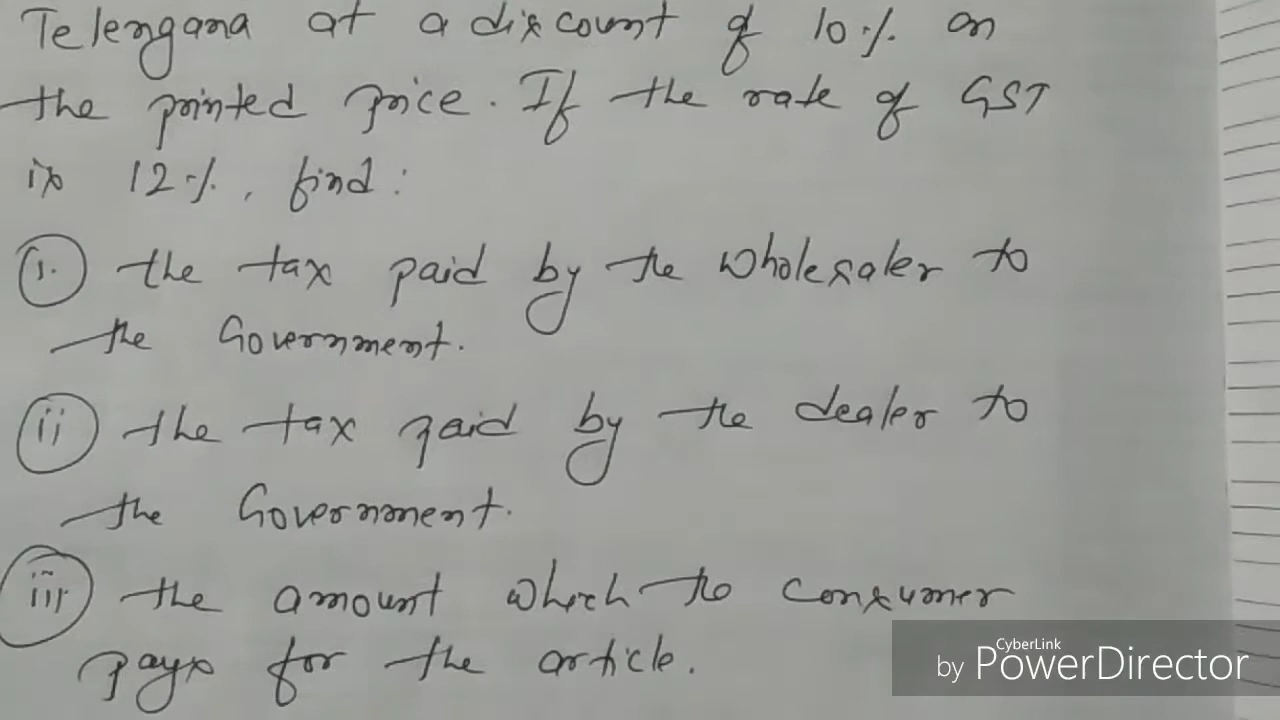 Telengana at a discount of 10% on
the printed price. If the rate of GST
is 12%, find:
(i) the tax paid by the wholesaler to
the Government.
(ii) the tax paid by the dealer to
the Government.
(iii) the amount which the consumer
pays for the article.
CyberLink
by PowerDirector